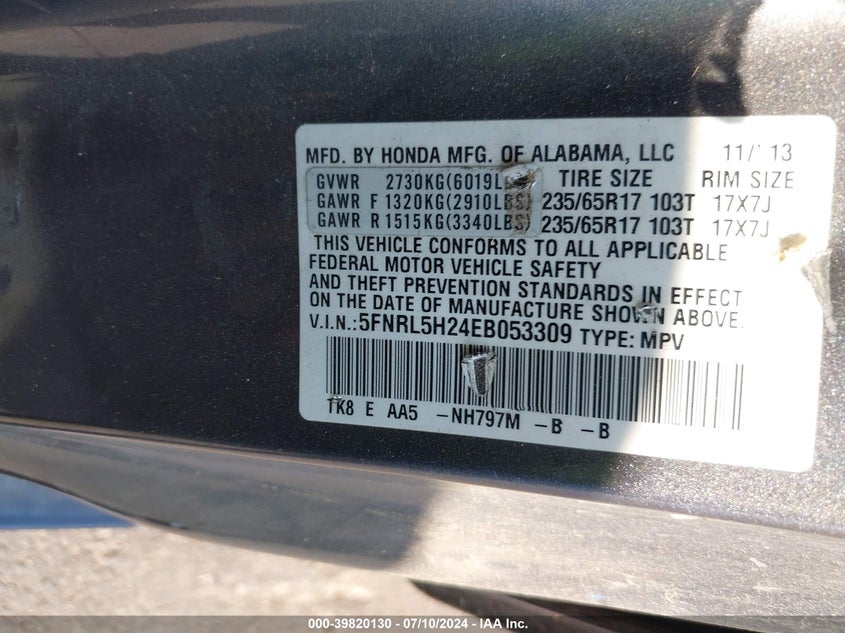 MFD. BY HONDA MFG. OF ALABAMA, LLC 11/'13
GVWR 2730KG(6019L TIRE SIZE RIM SIZE
GAWR F 1320KG(2910LBS) 235/65R17 103T 17X7J
GAWR R 1515KG(3340LBS) 235/65R17 103T 17X7J
THIS VEHICLE CONFORMS TO ALL APPLICABLE
FEDERAL MOTOR VEHICLE SAFETY
AND THEFT PREVENTION STANDARDS IN EFFECT
ON THE DATE OF MANUFACTURE SHOWN ABOVE.
V.I.N.:5FNRL5H24EB053309 TYPE: MPV
TK8 E AA5 -NH797M -B -B
000-39820130 - 07/10/2024 - IAA Inc.